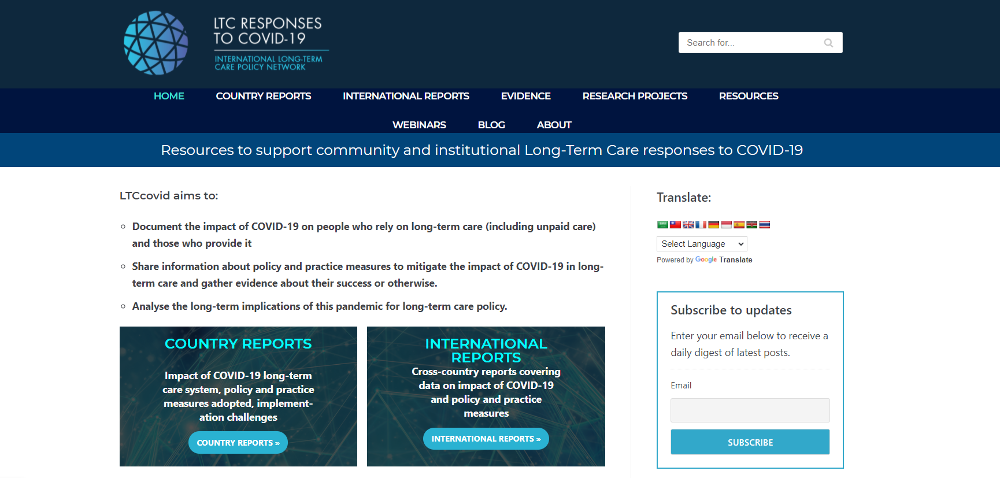 LTC RESPONSES
TO COVID-19
INTERNATIONAL LONG-TERM
CARE POLICY NETWORK
Search for...
HOME COUNTRY REPORTS INTERNATIONAL REPORTS EVIDENCE RESEARCH PROJECTS RESOURCES
WEBINARS BLOG ABOUT
Resources to support community and institutional Long-Term Care responses to COVID-19
LTCcovid aims to:
Document the impact of COVID-19 on people who rely on long-term care (including unpaid care)
and those who provide it
Share information about policy and practice measures to mitigate the impact of COVID-19 in long-
term care and gather evidence about their success or otherwise.
Analyse the long-term implications of this pandemic for long-term care policy.
COUNTRY REPORTS
Impact of COVID-19 long-term
care system, policy and practice
measures adopted, implement-
ation challenges
COUNTRY REPORTS »
INTERNATIONAL
REPORTS
Cross-country reports covering
data on impact of COVID-19
and policy and practice
measures
INTERNATIONAL REPORTS »
Translate:
Select Language
Powered by Google Translate
Subscribe to updates
Enter your email below to receive a
daily digest of latest posts.
Email
SUBSCRIBE